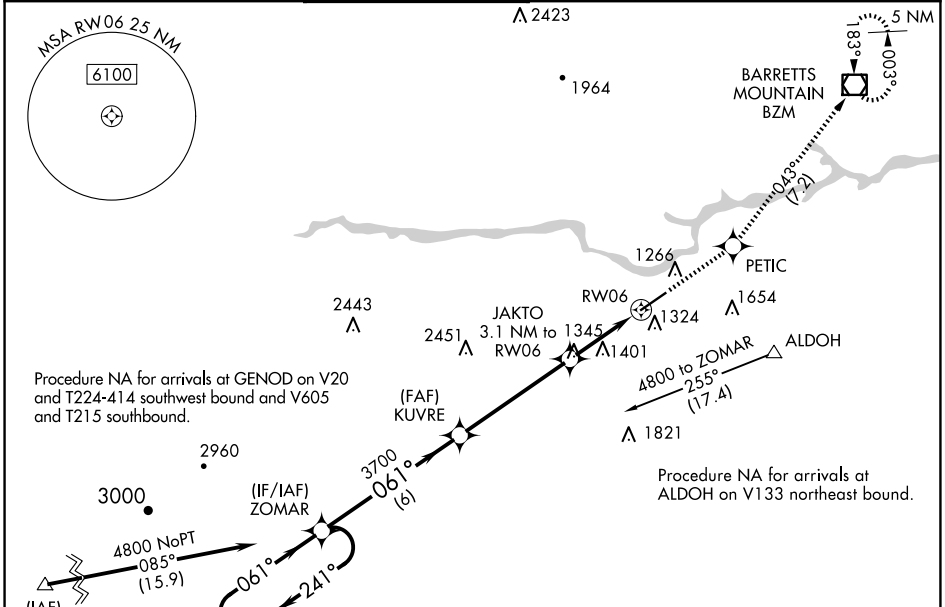 MSA RW06 25 NM
6100
2423
1964
5 NM
183°
003°
BARRETTS
MOUNTAIN
BZM
043°
(7.2)
PETIC
1266
RW06
1654
1324
2443
2451
JAKTO
3.1 NM to
RW06
1345
1401
ALDOH
4800 to ZOMAR
255°
(17.4)
1821
Procedure NA for arrivals at GENOD on V20
and T224-414 southwest bound and V605
and T215 southbound.
(FAF)
KUVRE
Procedure NA for arrivals at
ALDOH on V133 northeast bound.
2960
3000
(IF/IAF)
ZOMAR
3700
061°
(6)
4800 NoPT
085°
(15.9)
061°
241°
(IAF)